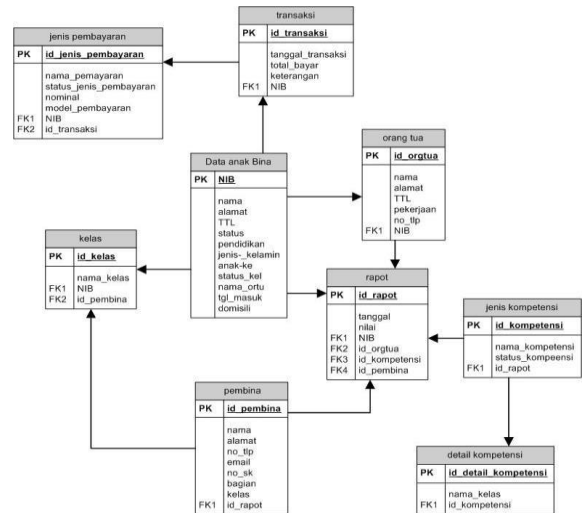 transaksi
PK id_transaksi
tanggal_transaksi
total_bayar
keterangan
FK1 NIB
jenis pembayaran
PK id_jenis_pembayaran
nama_pemayaran
status_jenis_pembayaran
nominal
model_pembayaran
FK1 NIB
FK2 id_transaksi
orang tua
PK id_orgtua
nama
alamat
TTL
pekerjaan
no_tlp
FK1 NIB
Data anak Bina
PK NIB
nama
alamat
TTL
status
pendidikan
jenis-_kelamin
anak-ke
status_kel
nama_ortu
tgl_masuk
domisili
kelas
PK id_kelas
nama_kelas
FK1 NIB
FK2 id_pembina
rapot
PK id_rapot
tanggal
nilai
FK1 NIB
FK2 id_orgtua
FK3 id_kompetensi
FK4 id_pembina
jenis kompetensi
PK id_kompetensi
nama_kompetensi
status_kompeensi
FK1 id_rapot
pembina
PK id_pembina
nama
alamat
no_tlp
email
no_sk
bagian
kelas
FK1 id_rapot
detail kompetensi
PK id_detail_kompetensi
nama_kelas
FK1 id_kompetensi